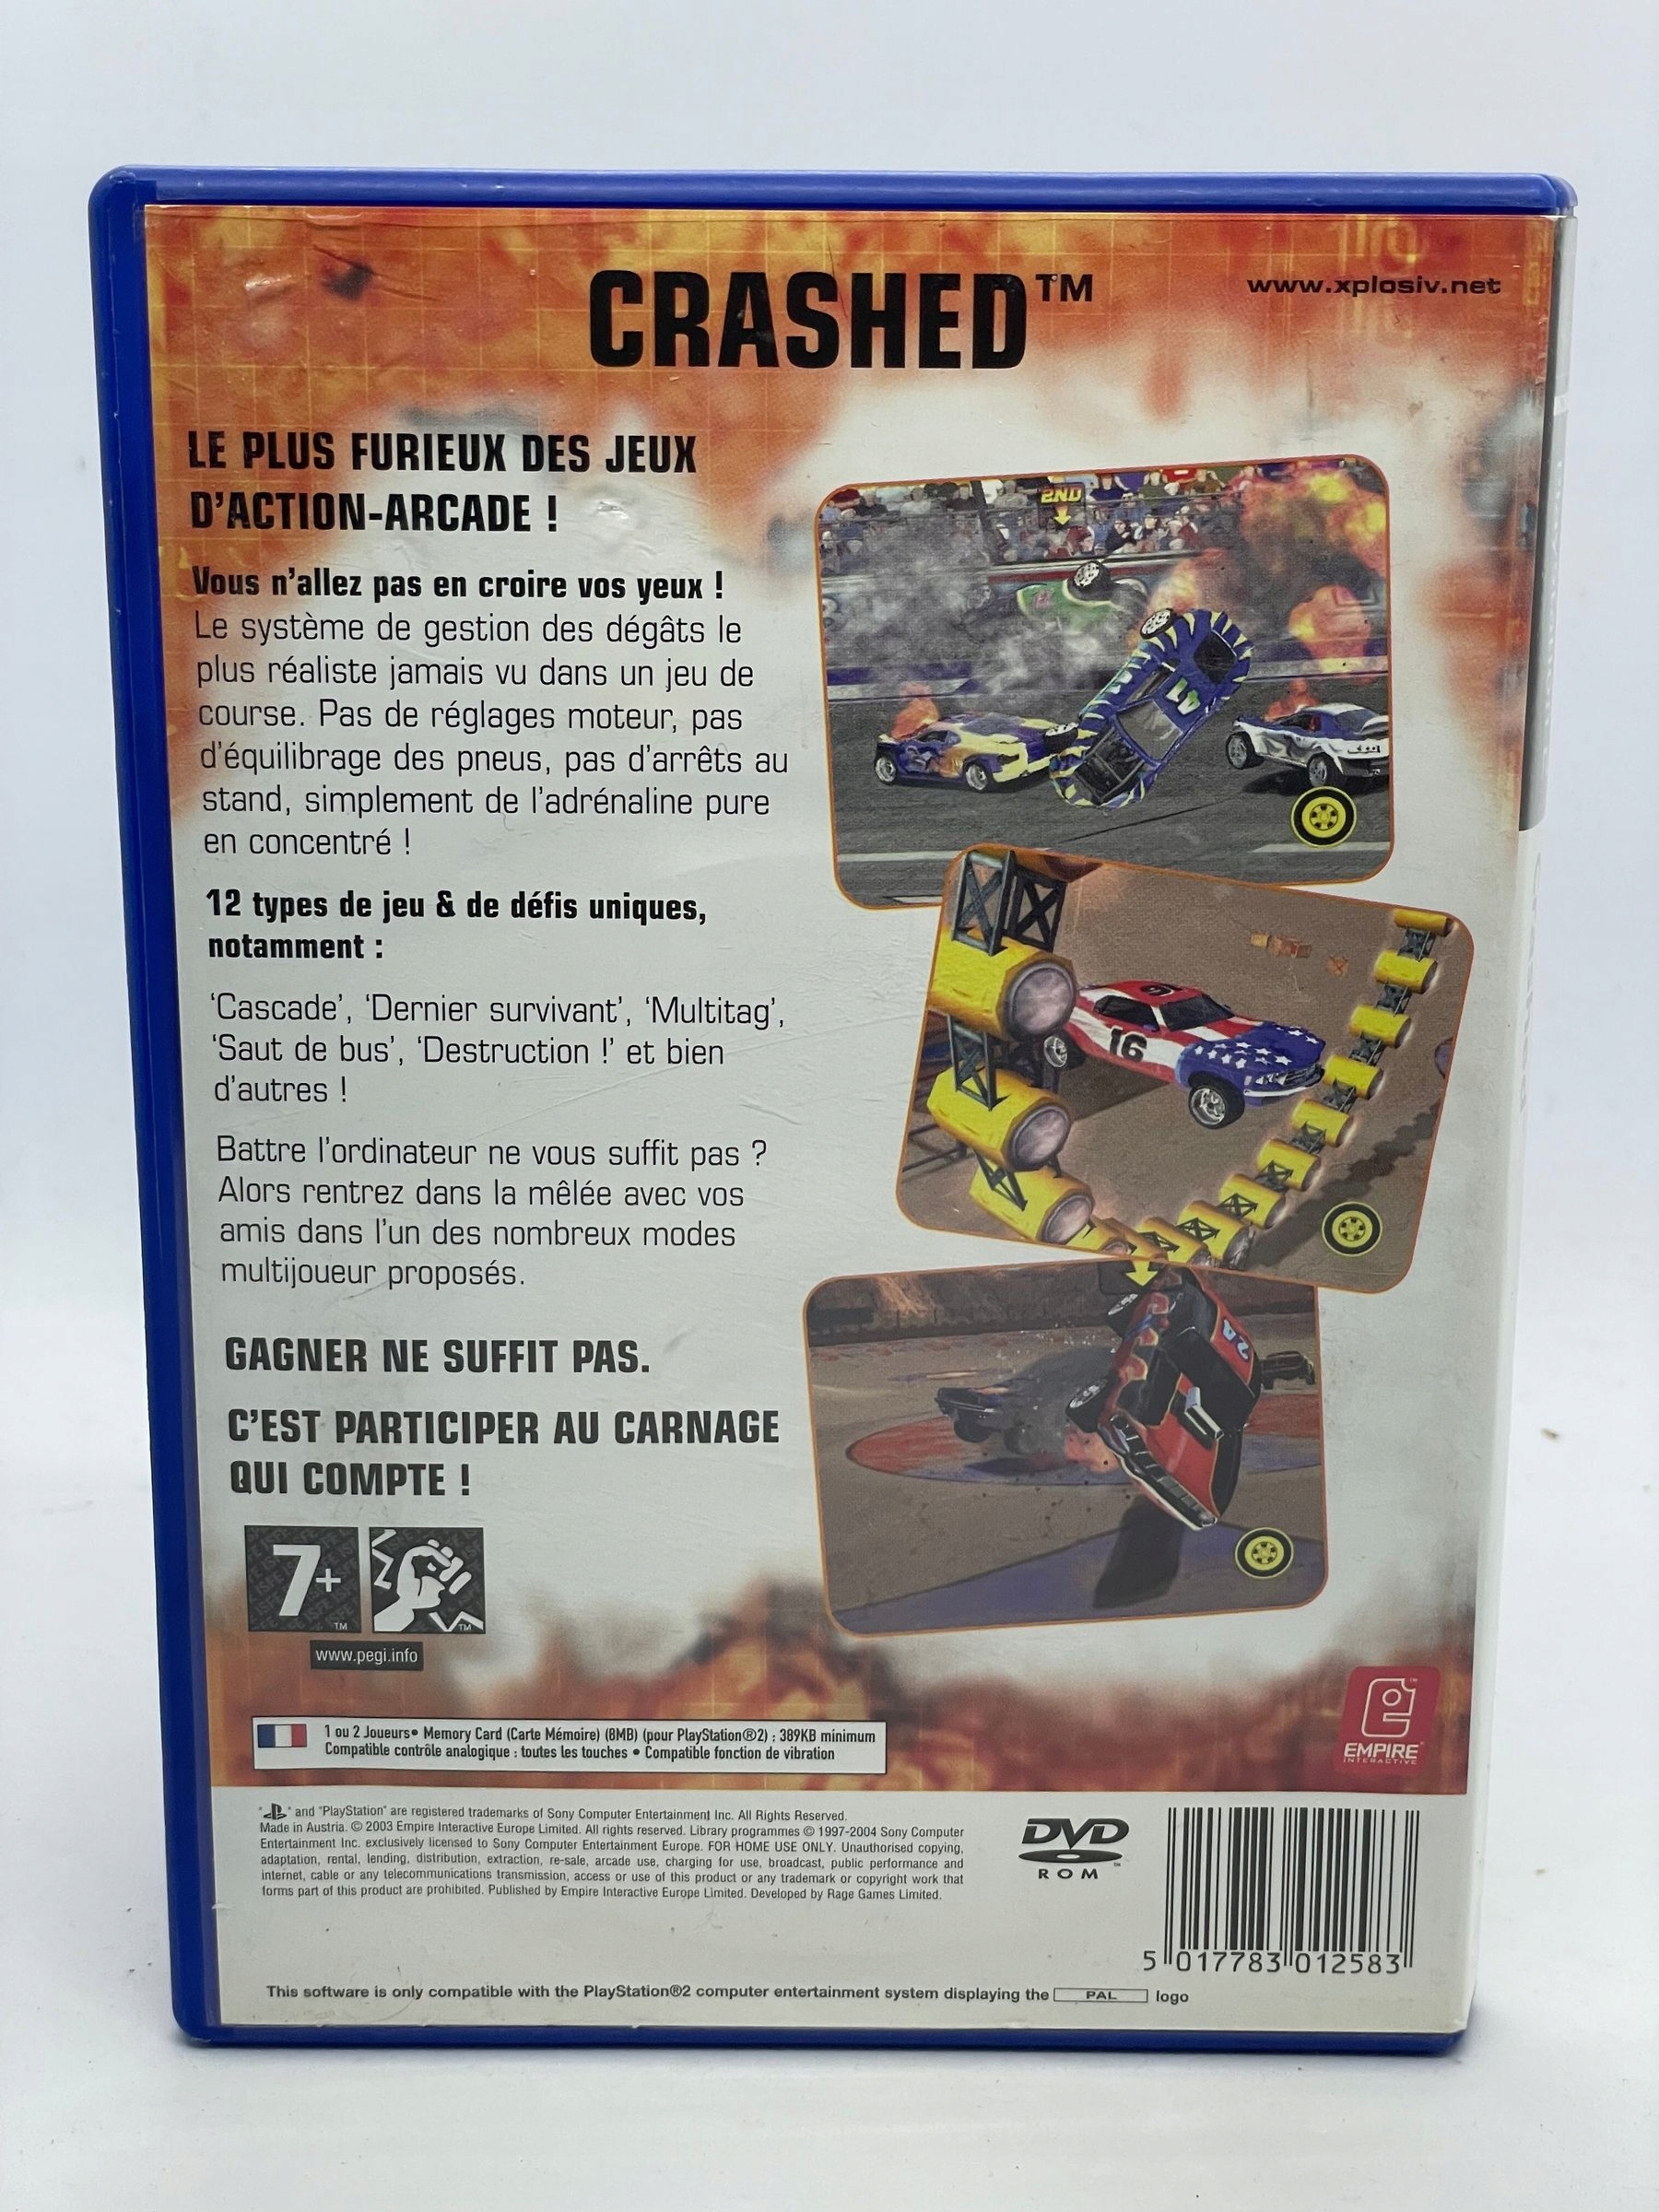 CRASHED™
www.xplosiv.net
LE PLUS FURIEUX DES JEUX
D'ACTION-ARCADE !
Vous n'allez pas en croire vos yeux !
Le système de gestion des dégâts le
plus réaliste jamais vu dans un jeu de
course. Pas de réglages moteur, pas
d'équilibrage des pneus, pas d'arrêts au
stand, simplement de l'adrénaline pure
en concentré !
12 types de jeu & de défis uniques,
notamment :
'Cascade', 'Dernier survivant', 'Multitag',
'Saut de bus', 'Destruction !' et bien
d'autres !
Battre l'ordinateur ne vous suffit pas ?
Alors rentrez dans la mêlée avec vos
amis dans l'un des nombreux modes
multijoueur proposés.
GAGNER NE SUFFIT PAS.
C'EST PARTICIPER AU CARNAGE
QUI COMPTE !
2ND
16
7+
TM
TM
www.pegi.info
1 ou 2 Joueurs• Memory Card (Carte Mémoire) (8MB) (pour PlayStation®2) : 389KB minimum
Compatible contrôle analogique : toutes les touches • Compatible fonction de vibration
EMPIRE
INTERACTIVE
" " and "PlayStation" are registered trademarks of Sony Computer Entertainment Inc. All Rights Reserved.
Made in Austria. © 2003 Empire Interactive Europe Limited. All rights reserved. Library programmes © 1997-2004 Sony Computer
Entertainment Inc. exclusively licensed to Sony Computer Entertainment Europe. FOR HOME USE ONLY. Unauthorised copying,
adaptation, rental, lending, distribution, extraction, re-sale, arcade use, charging for use, broadcast, public performance and
internet, cable or any telecommunications transmission, access or use of this product or any trademark or copyright work that
forms part of this product are prohibited. Published by Empire Interactive Europe Limited. Developed by Rage Games Limited.
DVD
ROM
5 017783 012583
This software is only compatible with the PlayStation®2 computer entertainment system displaying the PAL logo